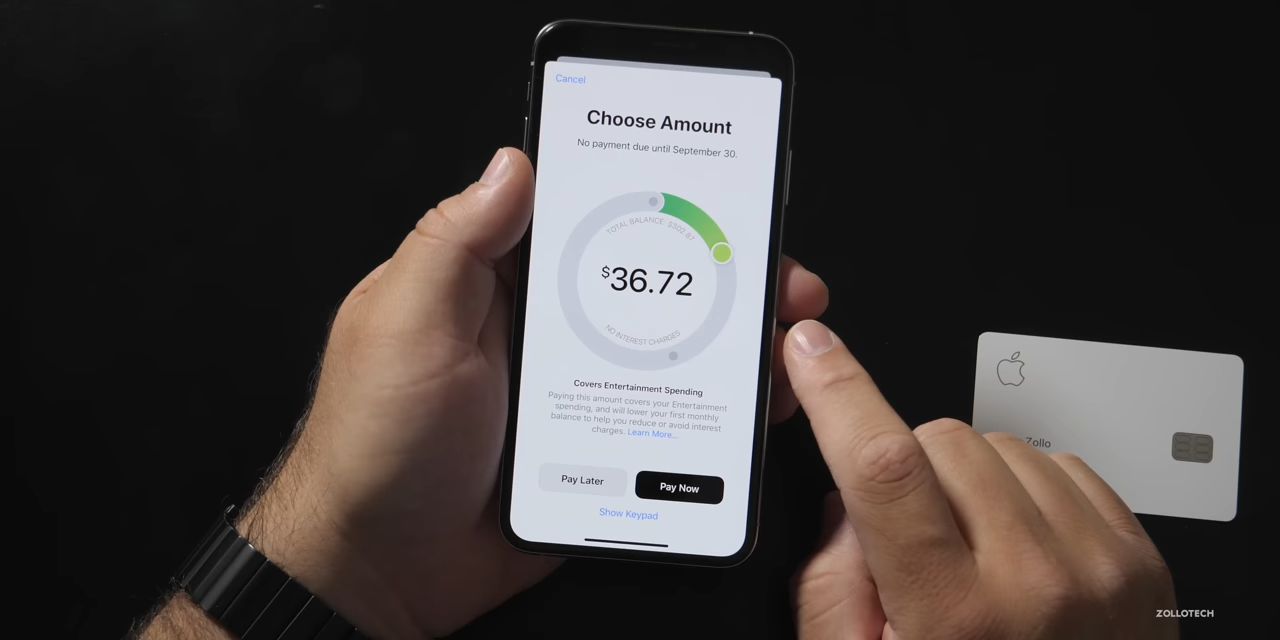 Cancel
Choose Amount
No payment due until September 30.
TOTAL BALANCE: $302.87
$36.72
NO INTEREST CHARGES
Covers Entertainment Spending
Paying this amount covers your Entertainment
spending, and will lower your first monthly
balance to help you reduce or avoid interest
charges. Learn More...
Pay Later
Pay Now
Show Keypad
Zollo
ZOLLOTECH